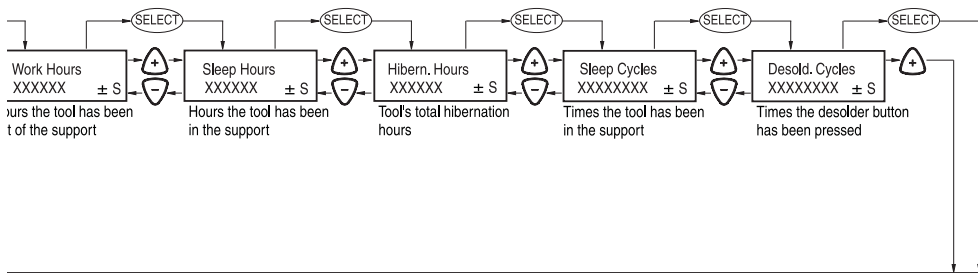 SELECT
SELECT
SELECT
SELECT
SELECT
Work Hours
XXXXXX ± S
+
−
Sleep Hours
XXXXXX ± S
+
−
Hibern. Hours
XXXXXX ± S
+
−
Sleep Cycles
XXXXXXXX ± S
+
−
Desold. Cycles
XXXXXXXX ± S
+
the tool has been
of the support
Hours the tool has been
in the support
Tool's total hibernation
hours
Times the tool has been
in the support
Times the desolder button
has been pressed